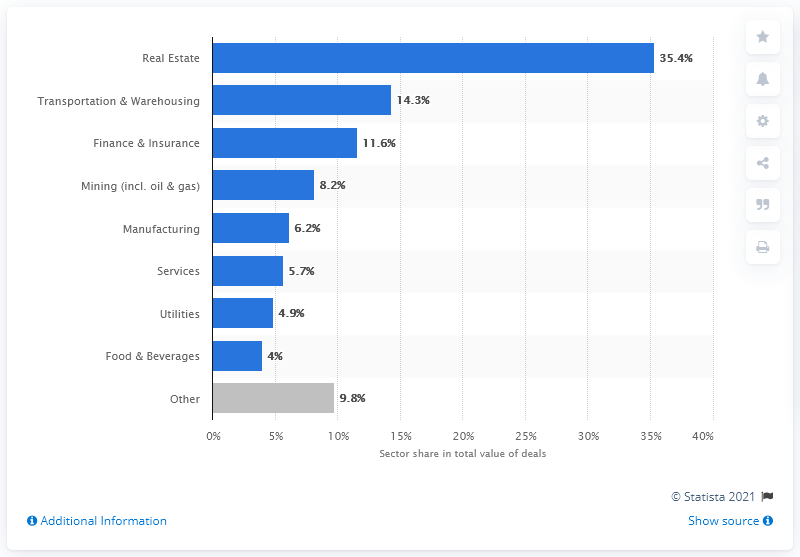 Real Estate 35.4%
Transportation & Warehousing 14.3%
Finance & Insurance 11.6%
Mining (incl. oil & gas) 8.2%
Manufacturing 6.2%
Services 5.7%
Utilities 4.9%
Food & Beverages 4%
Other 9.8%
0% 5% 10% 15% 20% 25% 30% 35% 40%
Sector share in total value of deals
© Statista 2021
Additional Information Show source